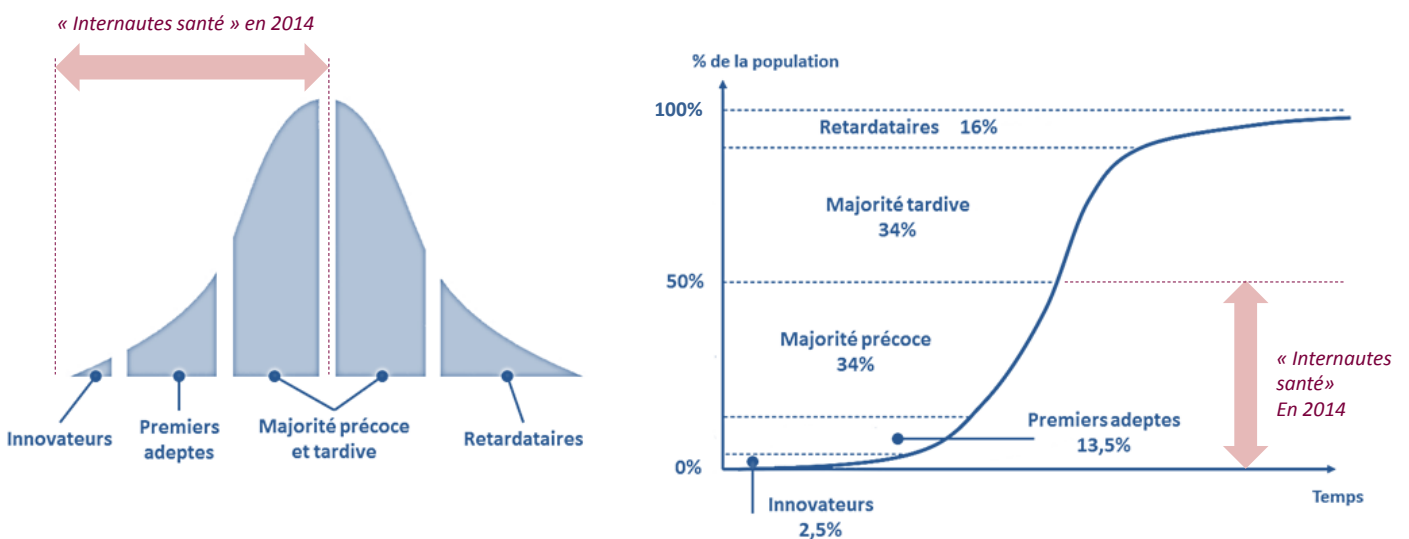 « Internautes santé » en 2014
Innovateurs
Premiers
adeptes
Majorité précoce
et tardive
Retardataires
% de la population
100%
Retardataires 16%
Majorité tardive
34%
50%
Majorité précoce
34%
« Internautes
santé»
En 2014
Premiers adeptes
13,5%
0%
Temps
Innovateurs
2,5%